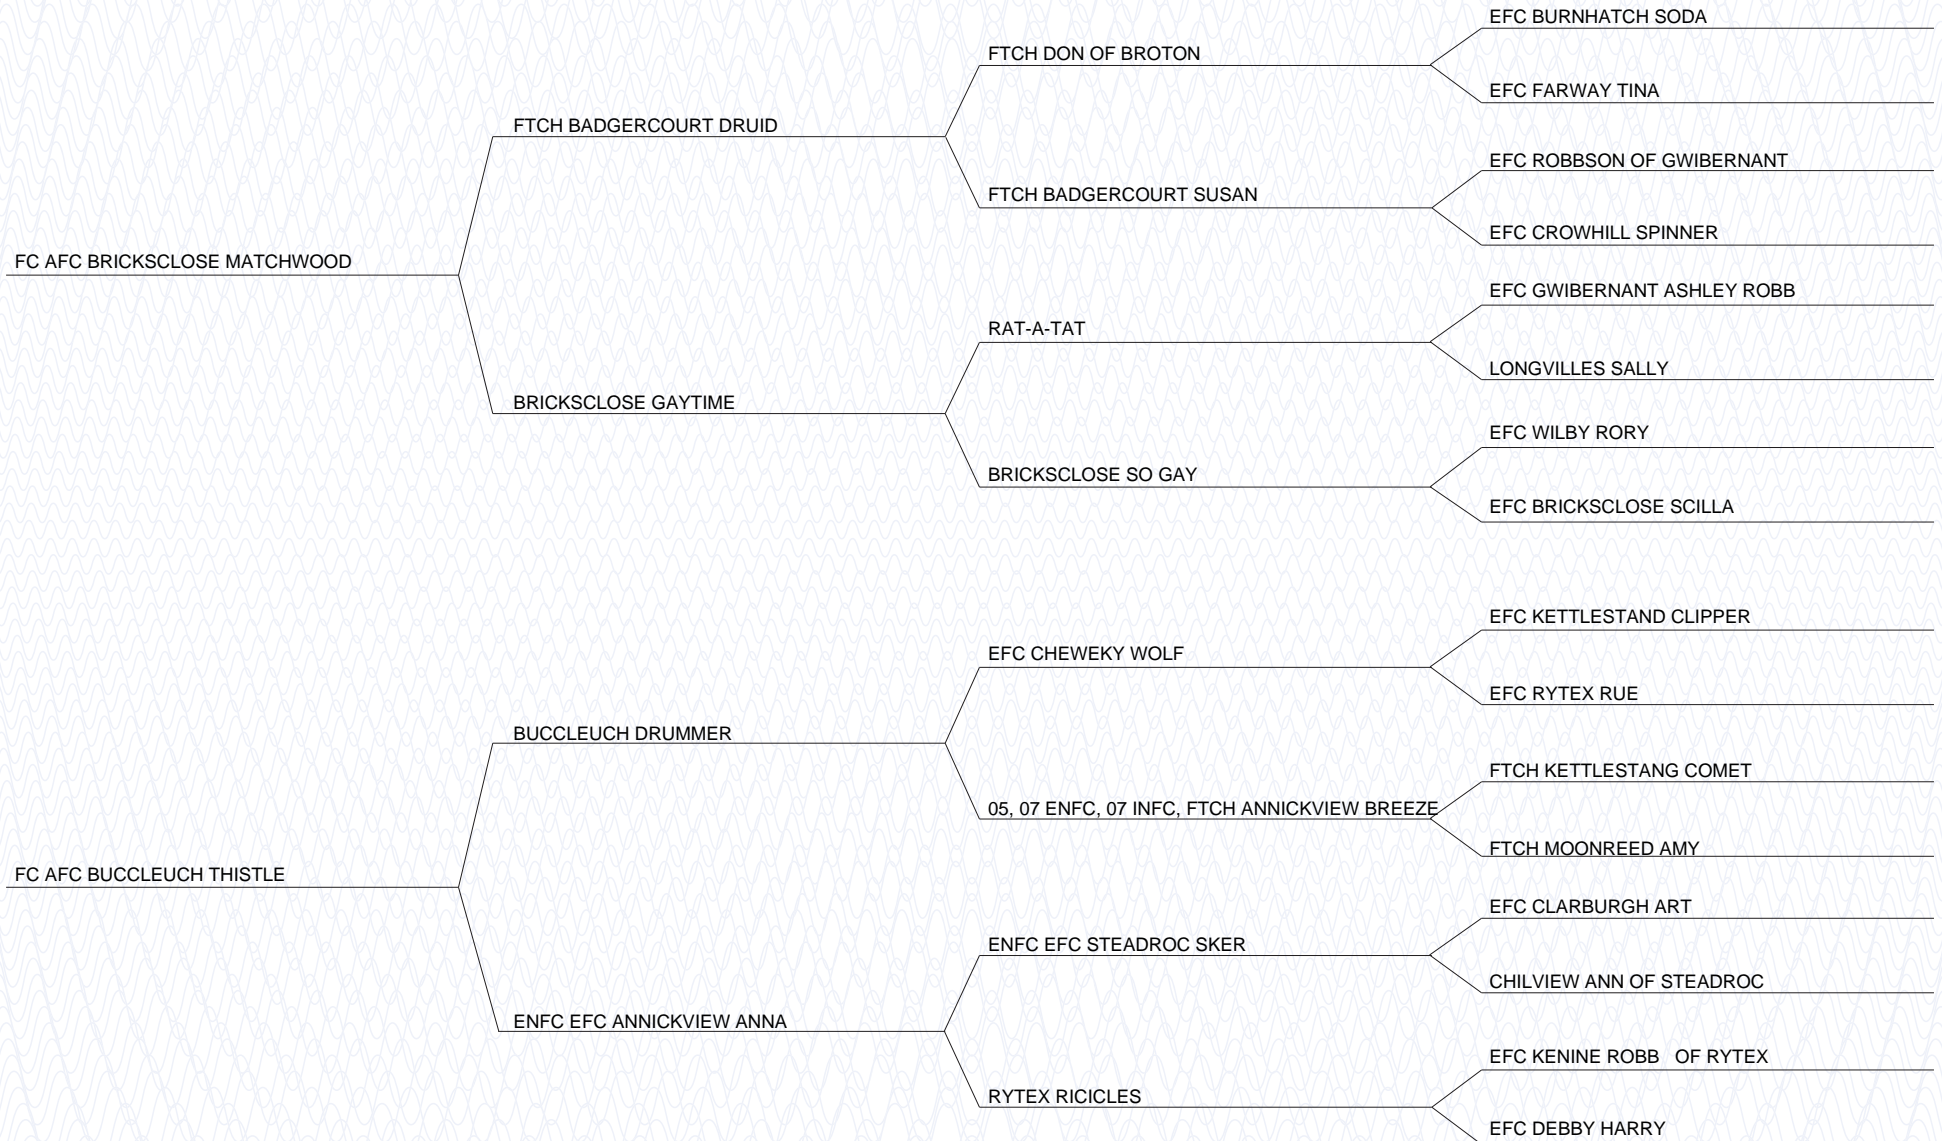 EFC BURNHATCH SODA
FTCH DON OF BROTON
EFC FARWAY TINA
FTCH BADGERCOURT DRUID
EFC ROBBSON OF GWIBERNANT
FTCH BADGERCOURT SUSAN
EFC CROWHILL SPINNER
FC AFC BRICKSCLOSE MATCHWOOD
EFC GWIBERNANT ASHLEY ROBB
RAT-A-TAT
LONGVILLES SALLY
BRICKSCLOSE GAYTIME
EFC WILBY RORY
BRICKSCLOSE SO GAY
EFC BRICKSCLOSE SCILLA
EFC KETTLESTAND CLIPPER
EFC CHEWEKY WOLF
EFC RYTEX RUE
BUCCLEUCH DRUMMER
FTCH KETTLESTANG COMET
05, 07 ENFC, 07 INFC, FTCH ANNICKVIEW BREEZE
FTCH MOONREED AMY
FC AFC BUCCLEUCH THISTLE
EFC CLARBURGH ART
ENFC EFC STEADROC SKER
CHILVIEW ANN OF STEADROC
ENFC EFC ANNICKVIEW ANNA
EFC KENINE ROBB OF RYTEX
RYTEX RICICLES
EFC DEBBY HARRY